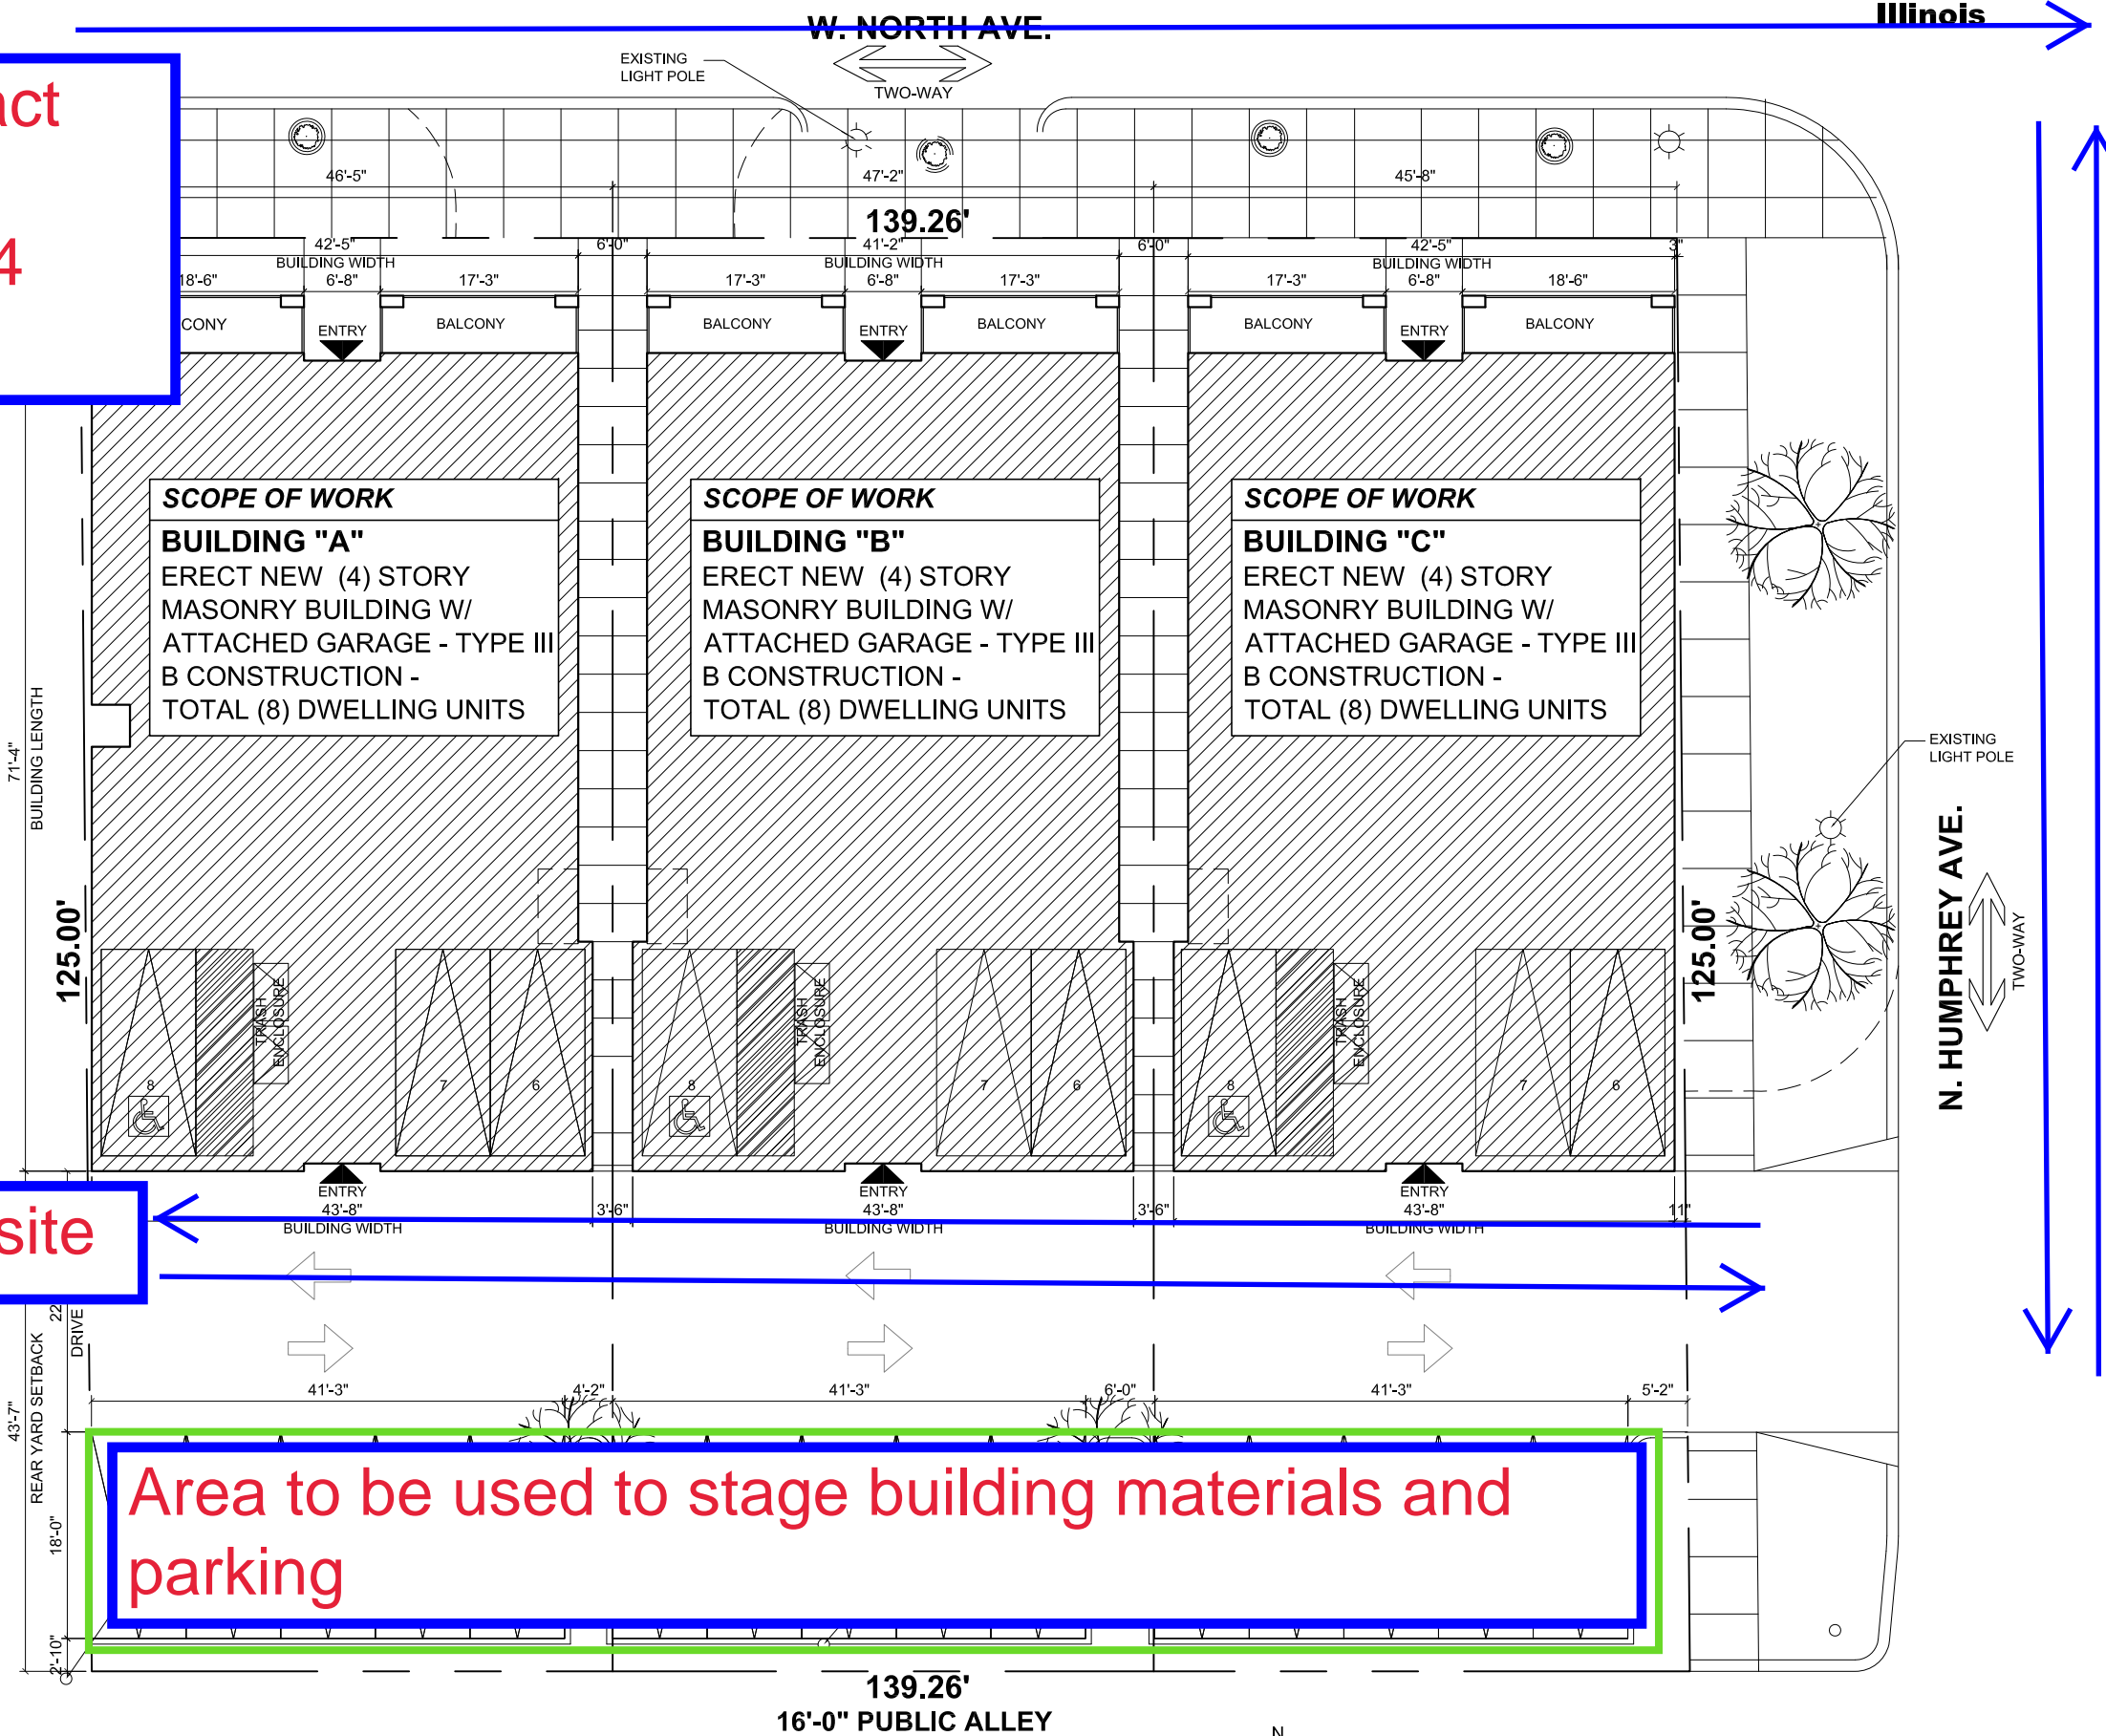 Illinois
W. NORTH AVE.
TWO-WAY
EXISTING
LIGHT POLE
act
4
46'-5"
47'-2"
45'-8"
139.26'
42'-5"
BUILDING WIDTH
6'-0"
41'-2"
BUILDING WIDTH
6'-0"
42'-5"
BUILDING WIDTH
3"
18'-6"
6'-8"
17'-3"
17'-3"
6'-8"
17'-3"
17'-3"
6'-8"
18'-6"
CONY
ENTRY
BALCONY
BALCONY
ENTRY
BALCONY
BALCONY
ENTRY
BALCONY
SCOPE OF WORK
BUILDING "A"
ERECT NEW (4) STORY
MASONRY BUILDING W/
ATTACHED GARAGE - TYPE III
B CONSTRUCTION -
TOTAL (8) DWELLING UNITS
SCOPE OF WORK
BUILDING "B"
ERECT NEW (4) STORY
MASONRY BUILDING W/
ATTACHED GARAGE - TYPE III
B CONSTRUCTION -
TOTAL (8) DWELLING UNITS
SCOPE OF WORK
BUILDING "C"
ERECT NEW (4) STORY
MASONRY BUILDING W/
ATTACHED GARAGE - TYPE III
B CONSTRUCTION -
TOTAL (8) DWELLING UNITS
71'-4"
BUILDING LENGTH
EXISTING
LIGHT POLE
N. HUMPHREY AVE.
TWO-WAY
125.00'
125.00'
8
TRASH
ENCLOSURE
7
6
8
TRASH
ENCLOSURE
7
6
8
TRASH
ENCLOSURE
7
6
ENTRY
43'-8"
BUILDING WIDTH
3'-6"
ENTRY
43'-8"
BUILDING WIDTH
3'-6"
ENTRY
43'-8"
BUILDING WIDTH
11"
site
22
DRIVE
43'-7"
REAR YARD SETBACK
41'-3"
4'-2"
41'-3"
6'-0"
41'-3"
5'-2"
18'-0"
2'-10"
Area to be used to stage building materials and
parking
139.26'
16'-0" PUBLIC ALLEY
N